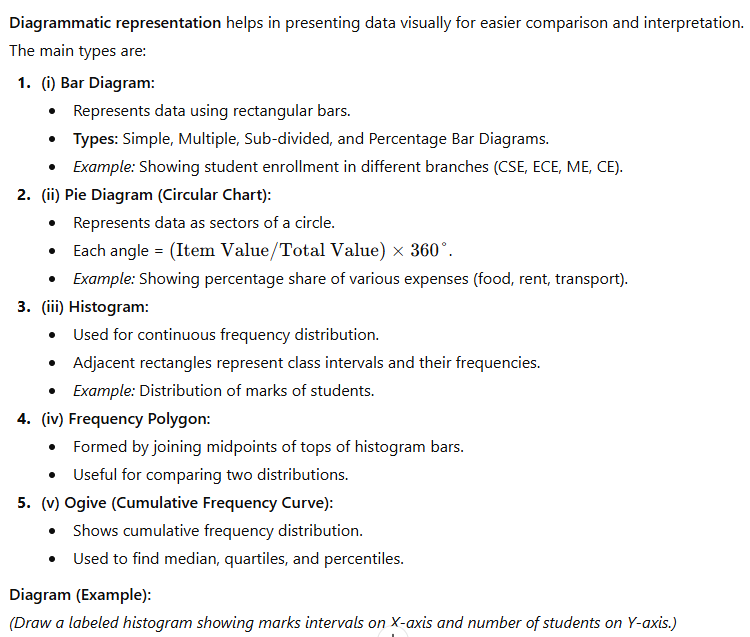 Diagrammatic representation helps in presenting data visually for easier comparison and interpretation.
The main types are:
1. (i) Bar Diagram:
• Represents data using rectangular bars.
• Types: Simple, Multiple, Sub-divided, and Percentage Bar Diagrams.
• Example: Showing student enrollment in different branches (CSE, ECE, ME, CE).
2. (ii) Pie Diagram (Circular Chart):
• Represents data as sectors of a circle.
• Each angle = (Item Value/Total Value) × 360°.
• Example: Showing percentage share of various expenses (food, rent, transport).
3. (iii) Histogram:
• Used for continuous frequency distribution.
• Adjacent rectangles represent class intervals and their frequencies.
• Example: Distribution of marks of students.
4. (iv) Frequency Polygon:
• Formed by joining midpoints of tops of histogram bars.
• Useful for comparing two distributions.
5. (v) Ogive (Cumulative Frequency Curve):
• Shows cumulative frequency distribution.
• Used to find median, quartiles, and percentiles.
Diagram (Example):
(Draw a labeled histogram showing marks intervals on X-axis and number of students on Y-axis.)